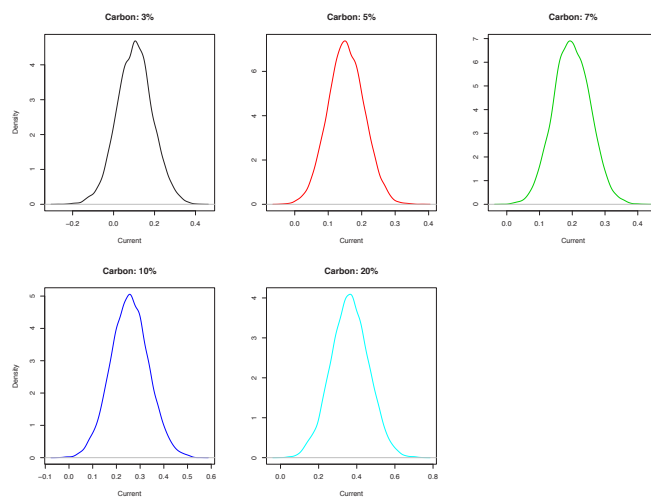 Carbon: 3%
Carbon: 5%
Carbon: 7%
Density
0 1 2 3 4
0 2 4 6
0 1 2 3 4 5 6 7
−0.2 0.0 0.2 0.4
0.0 0.1 0.2 0.3 0.4
0.0 0.1 0.2 0.3 0.4
Current
Current
Current
Carbon: 10%
Carbon: 20%
Density
0 1 2 3 4 5
0 1 2 3 4
−0.1 0.0 0.1 0.2 0.3 0.4 0.5 0.6
0.0 0.2 0.4 0.6 0.8
Current
Current